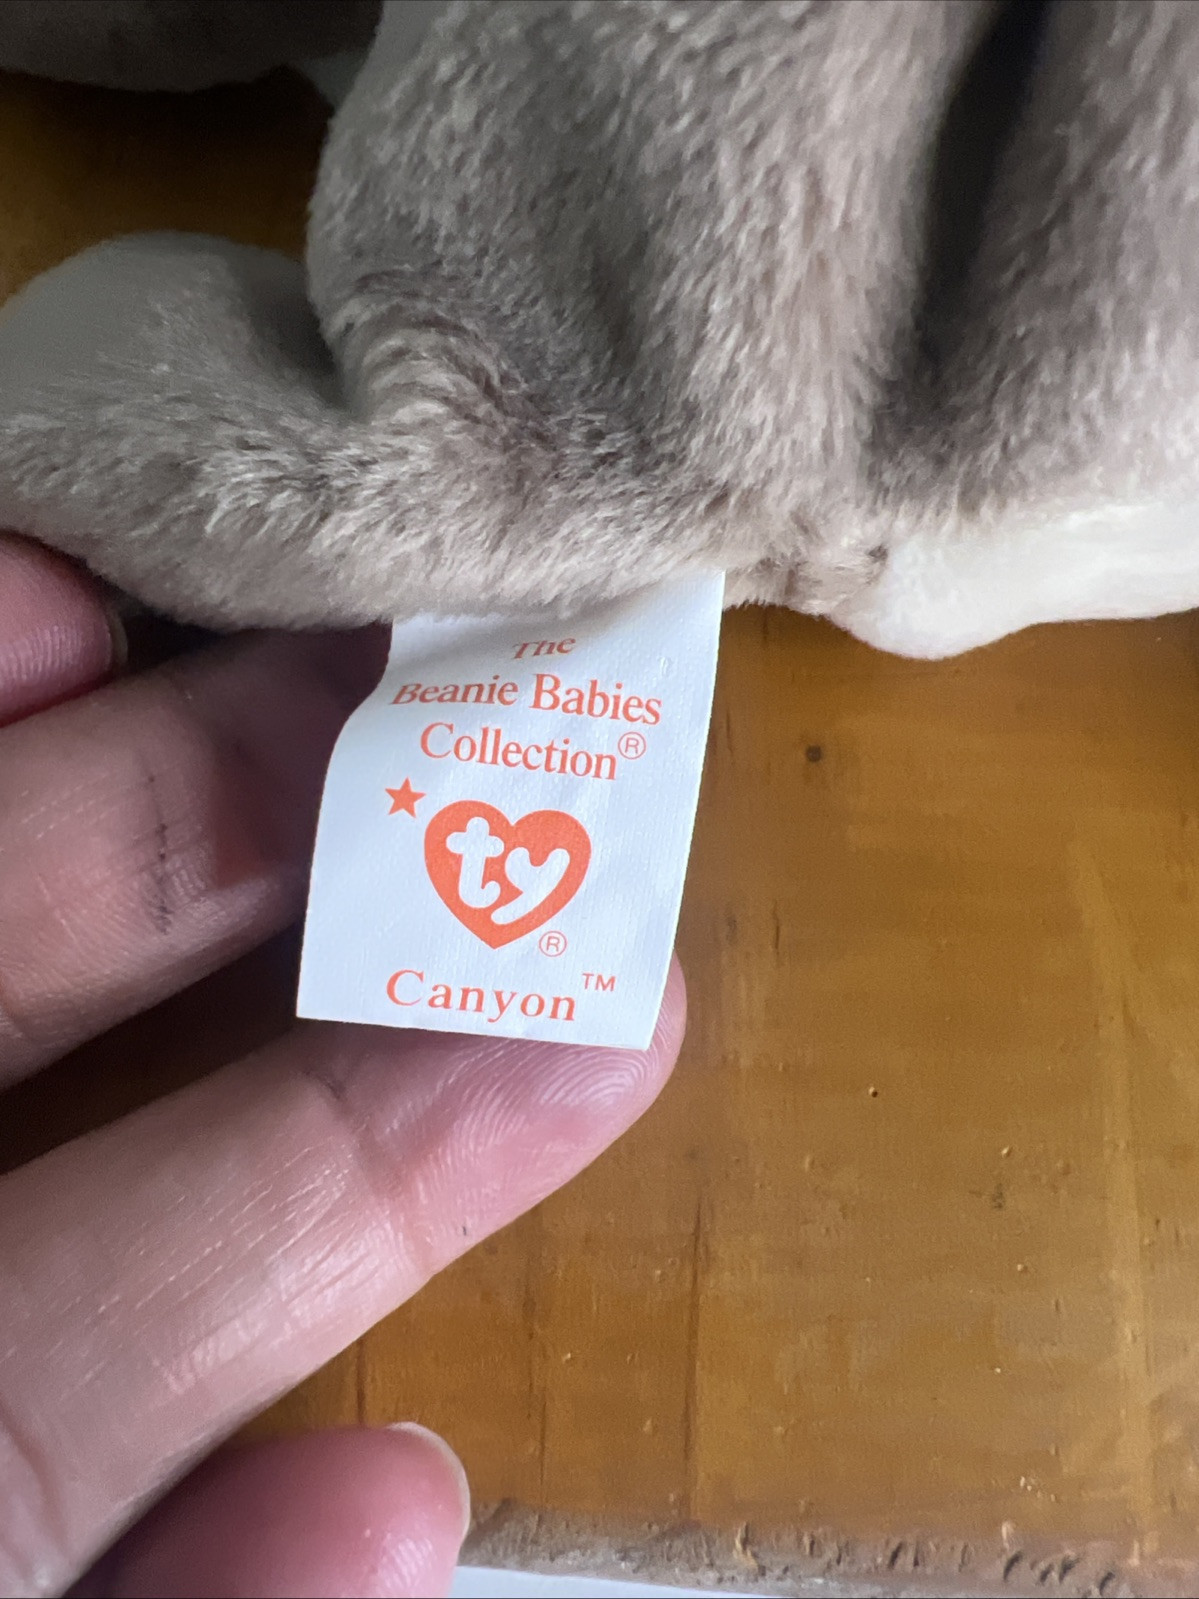 The
Beanie Babies
Collection®
ty
®
Canyon™